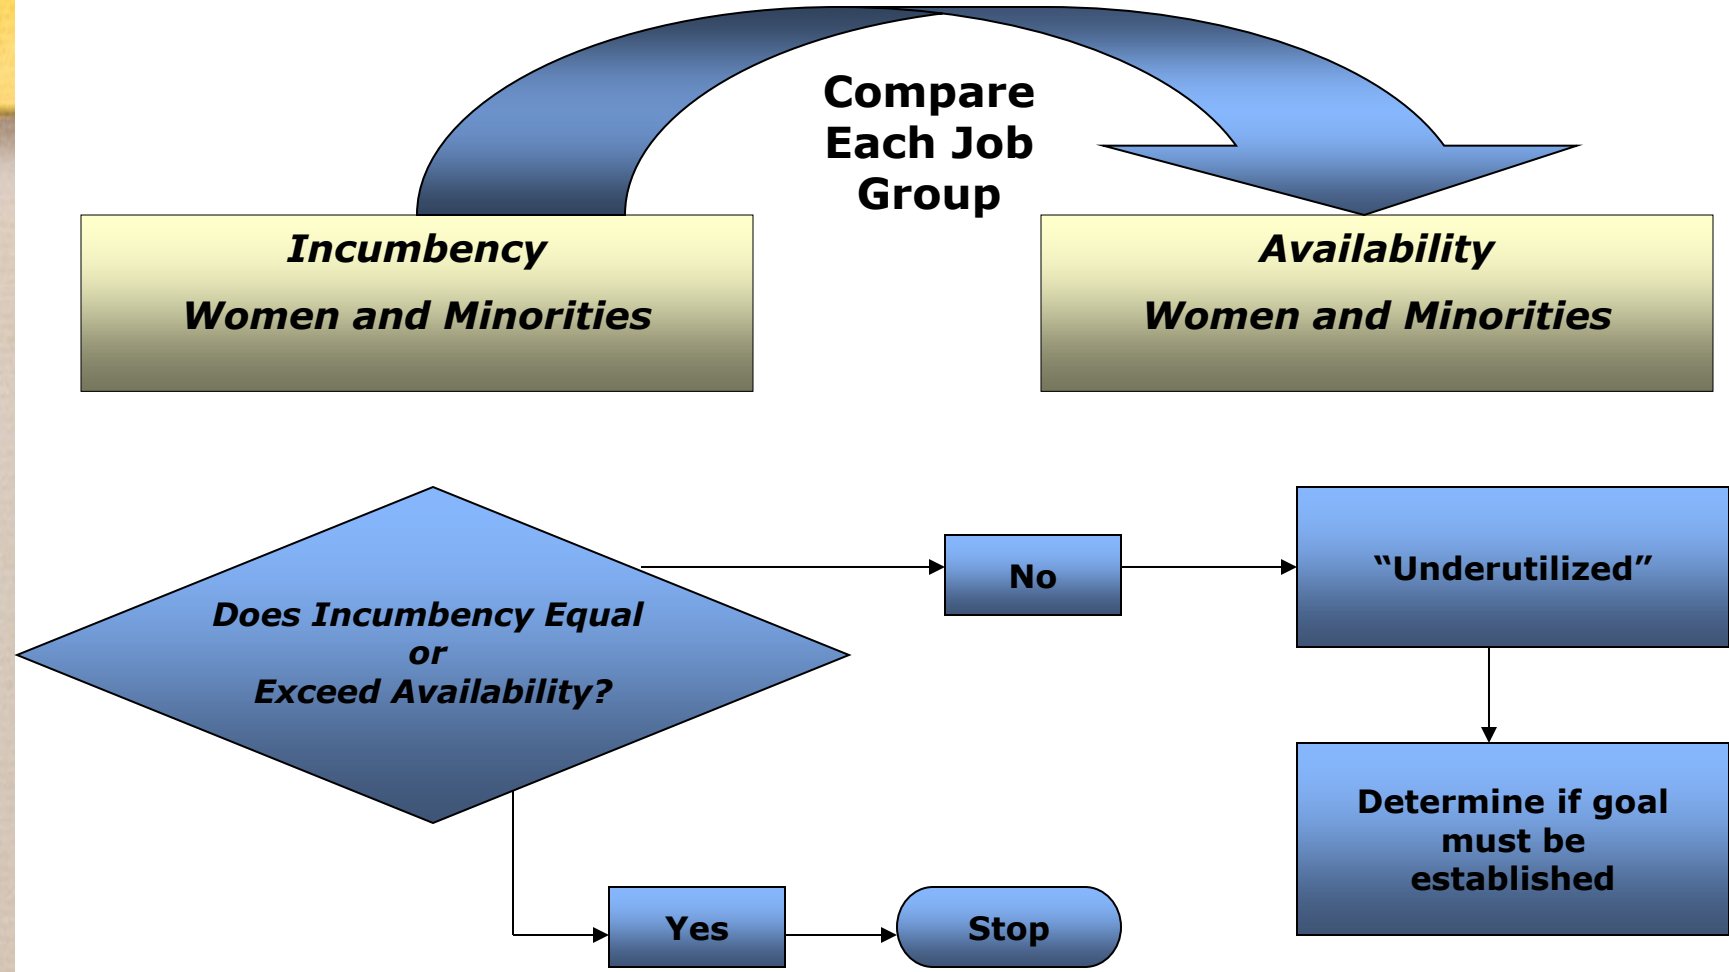 Compare
Each Job
Group
Incumbency
Women and Minorities
Availability
Women and Minorities
Does Incumbency Equal
or
Exceed Availability?
No
“Underutilized”
Determine if goal
must be
established
Yes
Stop